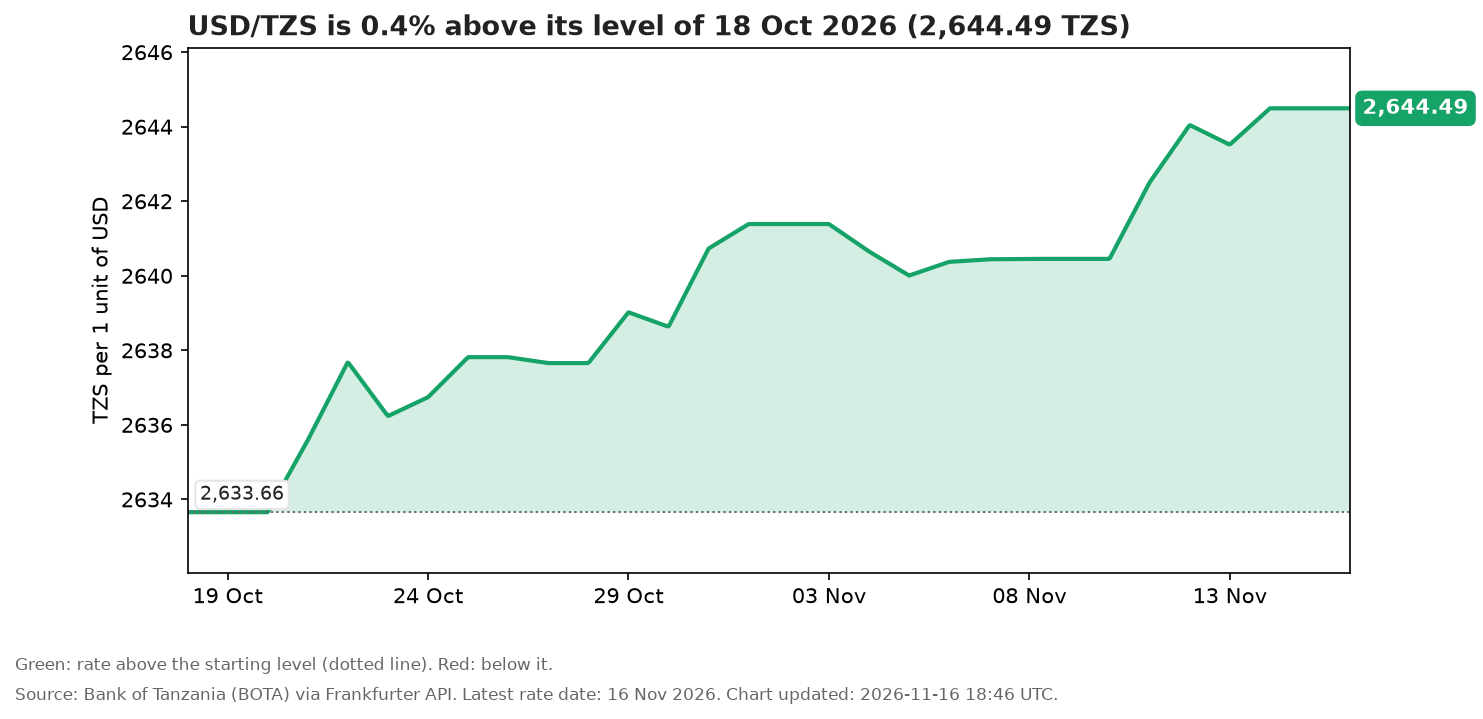 USD/TZS is 0.4% above its level of 18 Oct 2026 (2,644.49 TZS)
TZS per 1 unit of USD
2646
2644
2642
2640
2638
2636
2634
2,644.49
2,633.66
19 Oct
24 Oct
29 Oct
03 Nov
08 Nov
13 Nov
Green: rate above the starting level (dotted line). Red: below it.
Source: Bank of Tanzania (BOTA) via Frankfurter API. Latest rate date: 16 Nov 2026. Chart updated: 2026-11-16 18:46 UTC.